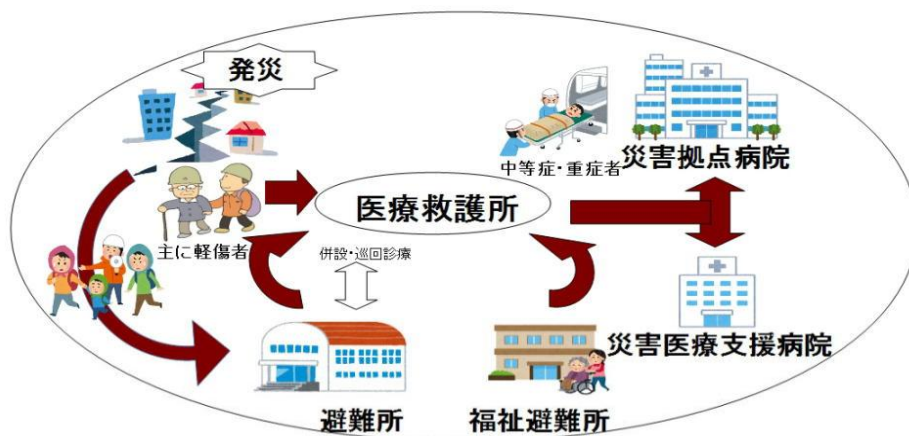 発災
中等症・重症者
災害拠点病院
医療救護所
主に軽傷者
併設・巡回診療
災害医療支援病院
避難所
福祉避難所